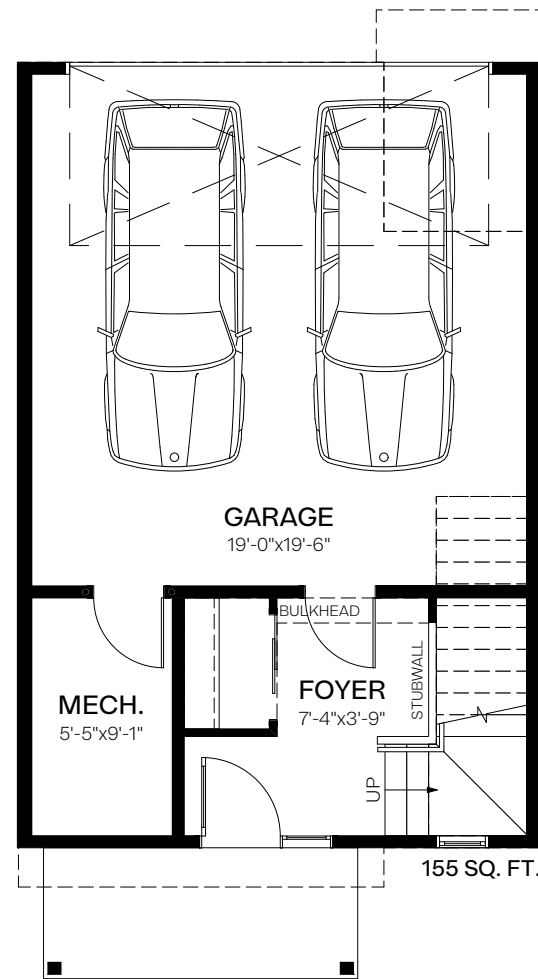 GARAGE
19'-0"x19'-6"
BULKHEAD
MECH.
5'-5"x9'-1"
FOYER
7'-4"x3'-9"
STUBWALL
UP
155 SQ. FT.